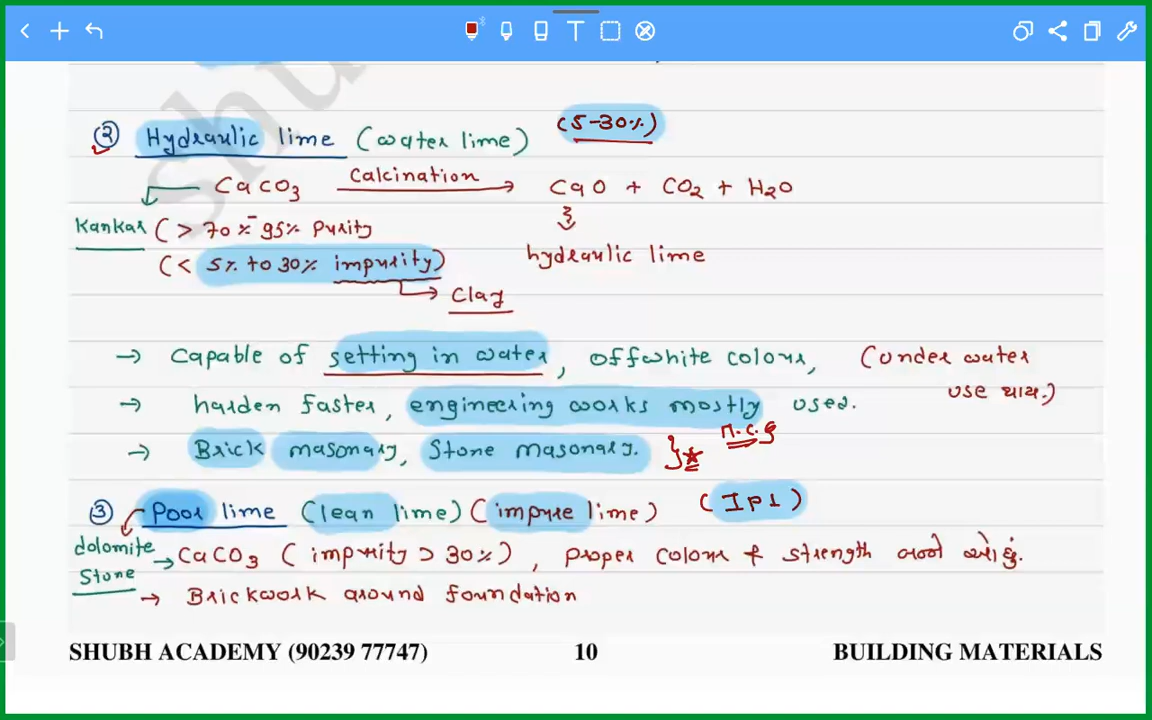 ② Hydraulic lime (water lime) (5-30%)
CaCO3 Calcination → CaO + CO2 + H2O
Kankar (> 70%-95% Purity
(< 5% to 30% impurity) hydraulic lime
→ Clay
→ Capable of setting in water, offwhite colour, (under water
use થાય.)
→ harden faster, engineering works mostly used.
→ Brick masonary, Stone masonary. } ★ M.C.Q
③ Poor lime (lean lime) (impure lime) (IPL)
dolomite → CaCO3 (impurity > 30%), proper colour & strength
Stone
→ Brickwork around foundation
SHUBH ACADEMY (90239 77747) 10 BUILDING MATERIALS